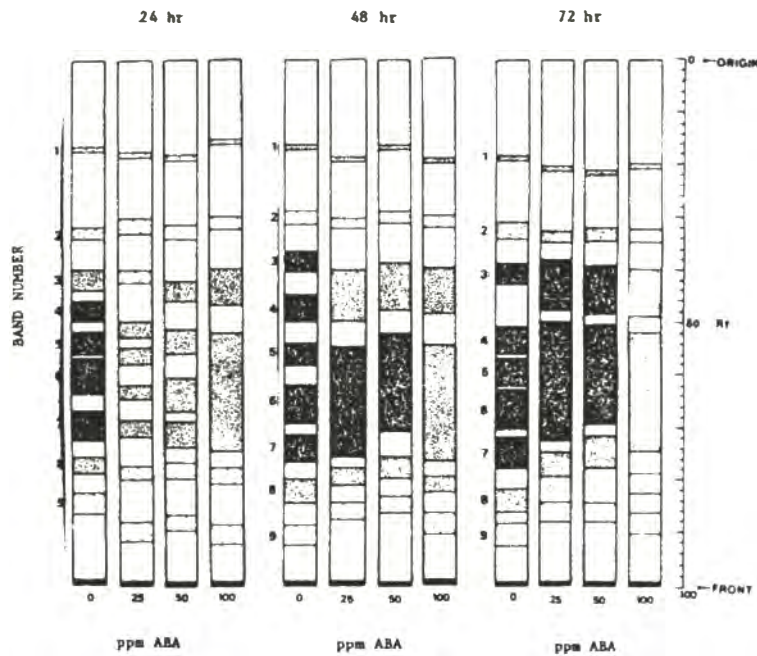 24 hr 48 hr 72 hr
0 ←ORIGIN
1 1 1
2 2 2
3 3 3
4 4 4
BAND NUMBER
50 Rf
5 5 5
6 6 6
7 7 7
8 8 8
9 9 9
100 ←FRONT
0 25 50 100 0 25 50 100 0 25 50 100
ppm ABA ppm ABA ppm ABA